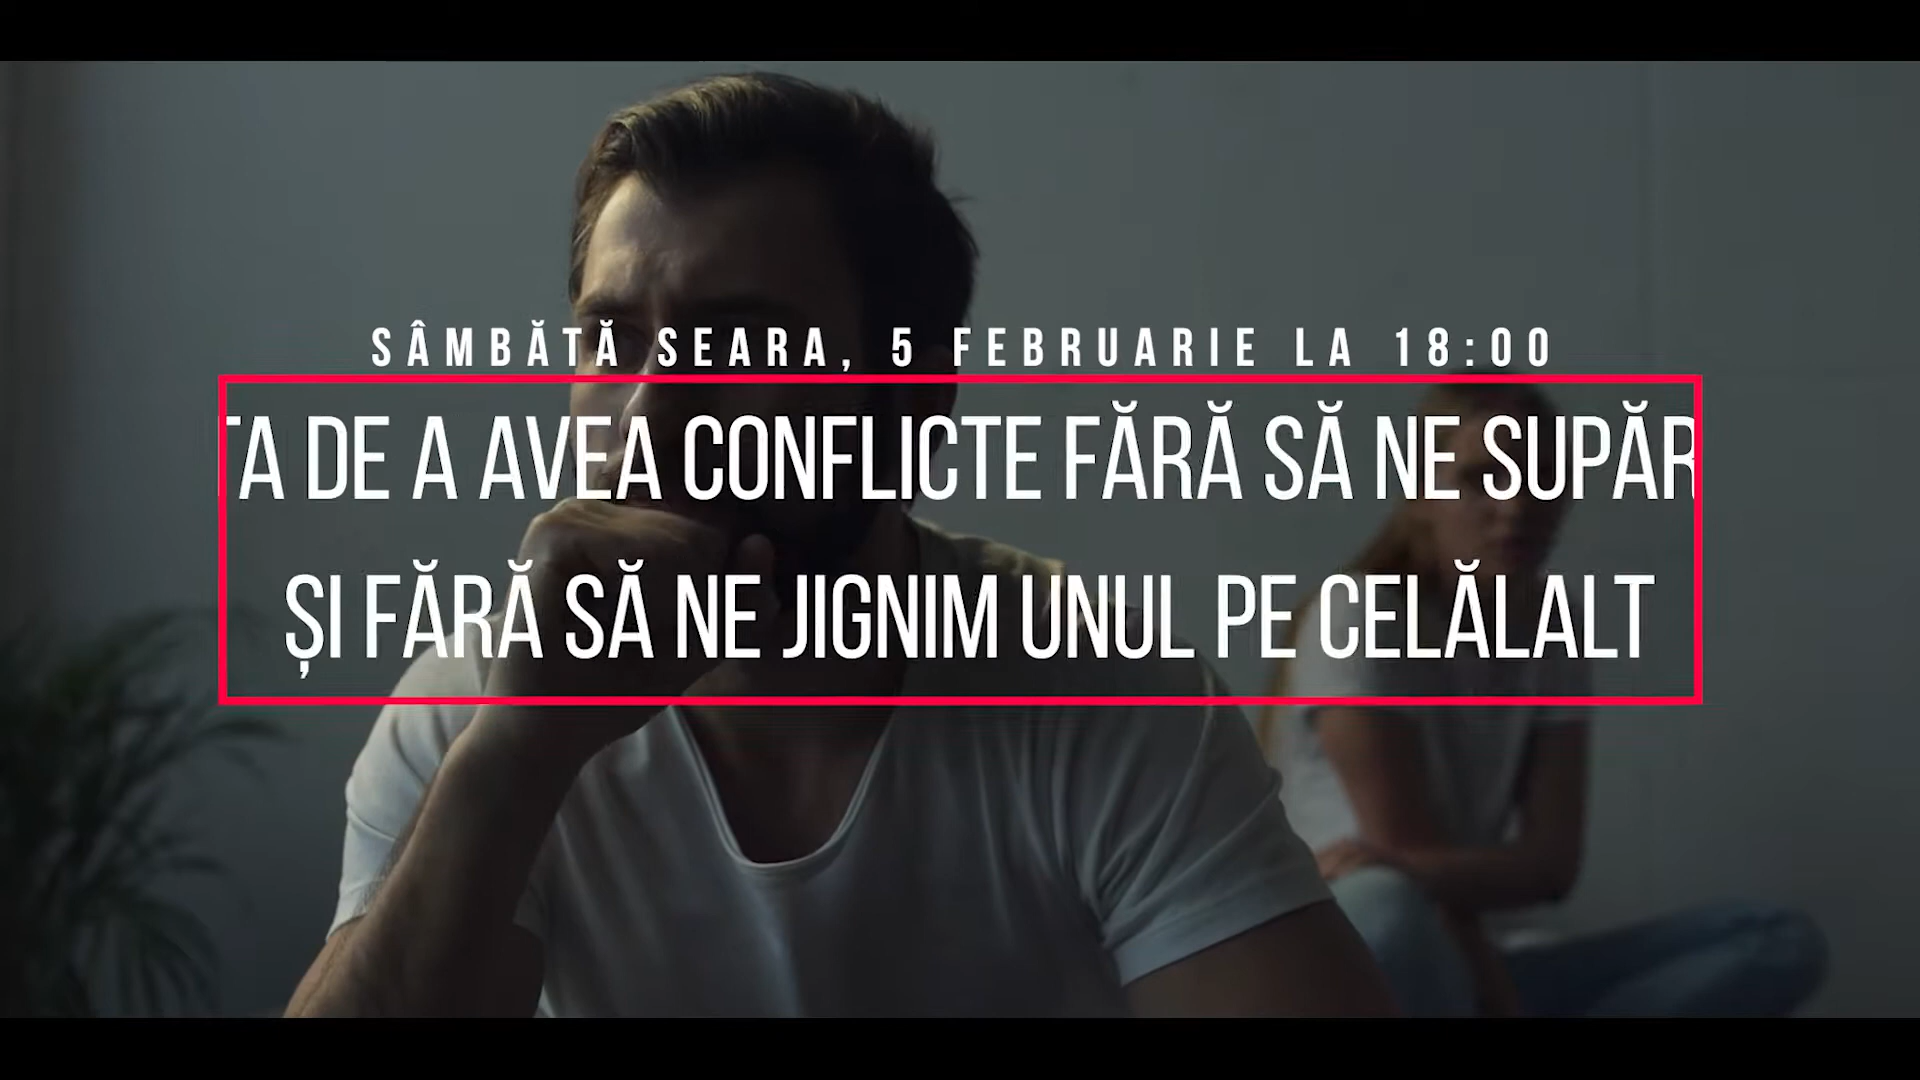 SÂMBĂTĂ SEARA, 5 FEBRUARIE LA 18:00
TA DE A AVEA CONFLICTE FĂRĂ SĂ NE SUPĂR
ȘI FĂRĂ SĂ NE JIGNIM UNUL PE CELĂLALT